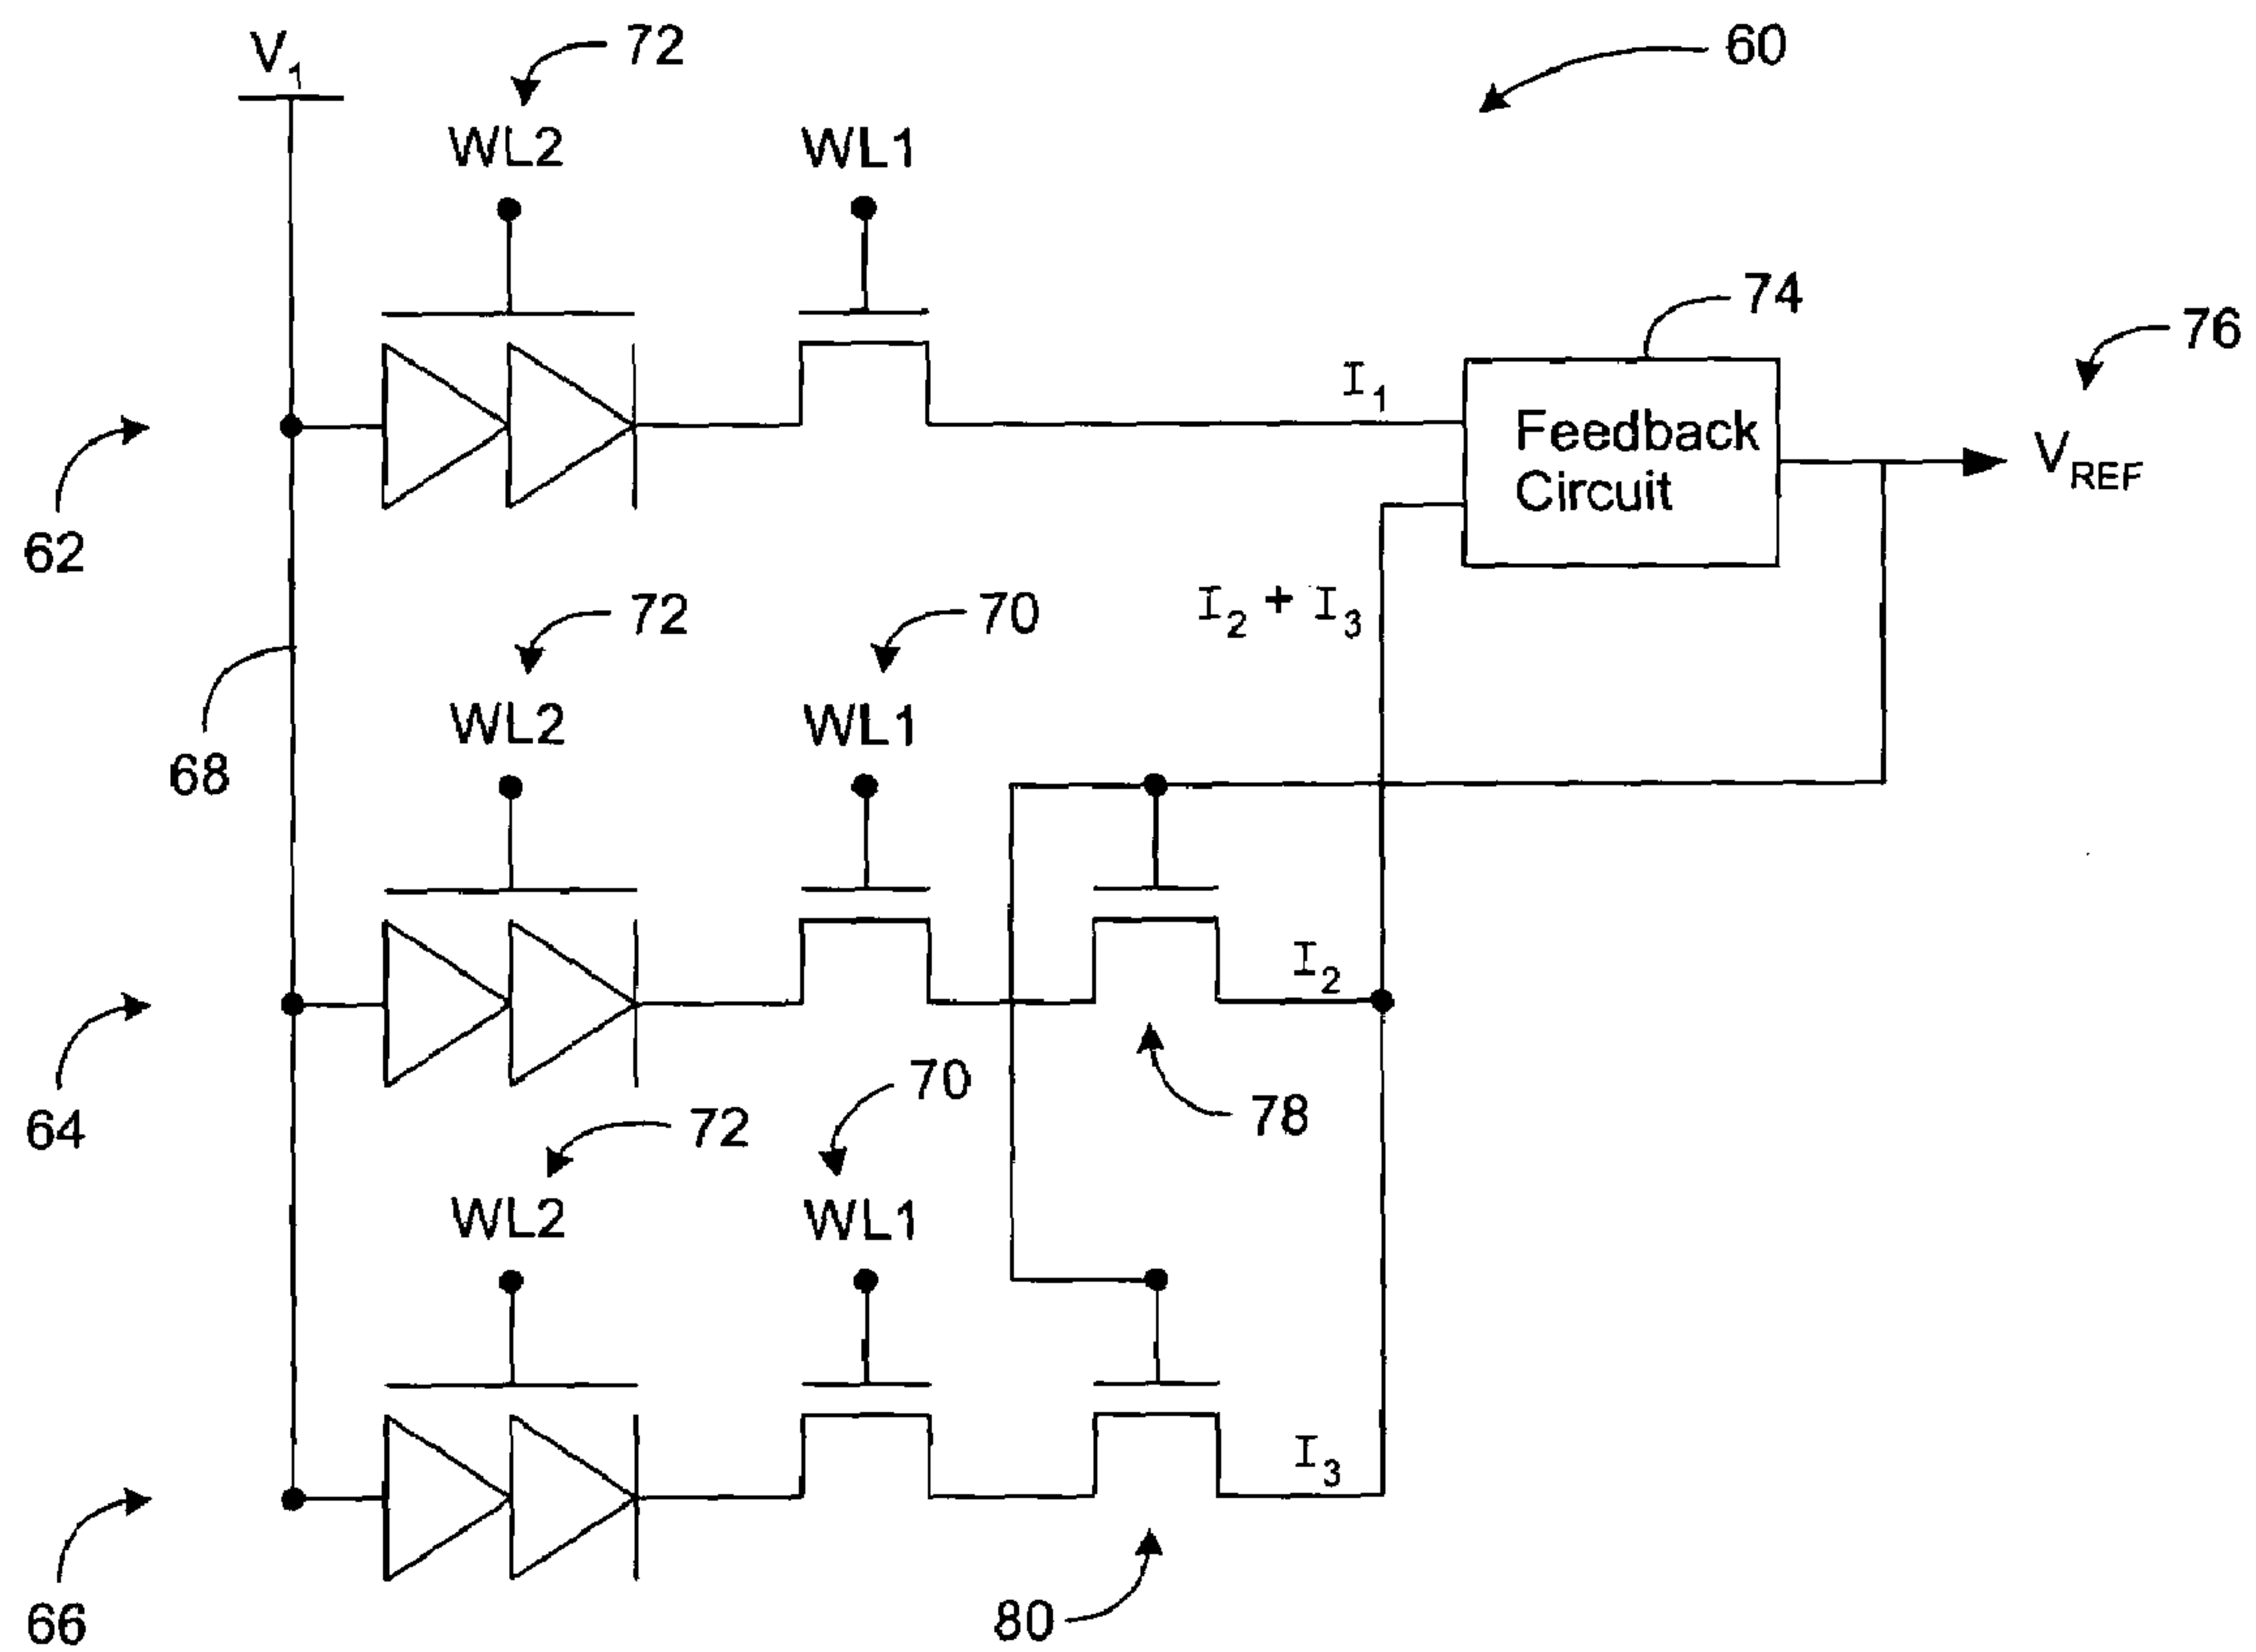 V1
72
60
WL2
WL1
74
76
I1
Feedback
Circuit
VREF
62
72
70
I2 + I3
WL2
WL1
68
I2
70
64
72
78
WL2
WL1
I3
66
80